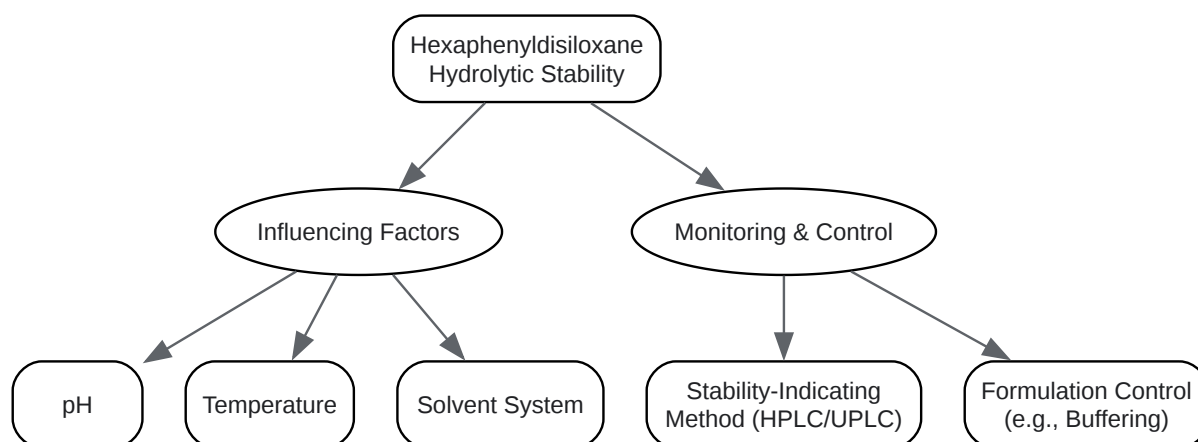 Hexaphenyldisiloxane
Hydrolytic Stability
Influencing Factors
Monitoring & Control
pH
Temperature
Solvent System
Stability-Indicating
Method (HPLC/UPLC)
Formulation Control
(e.g., Buffering)